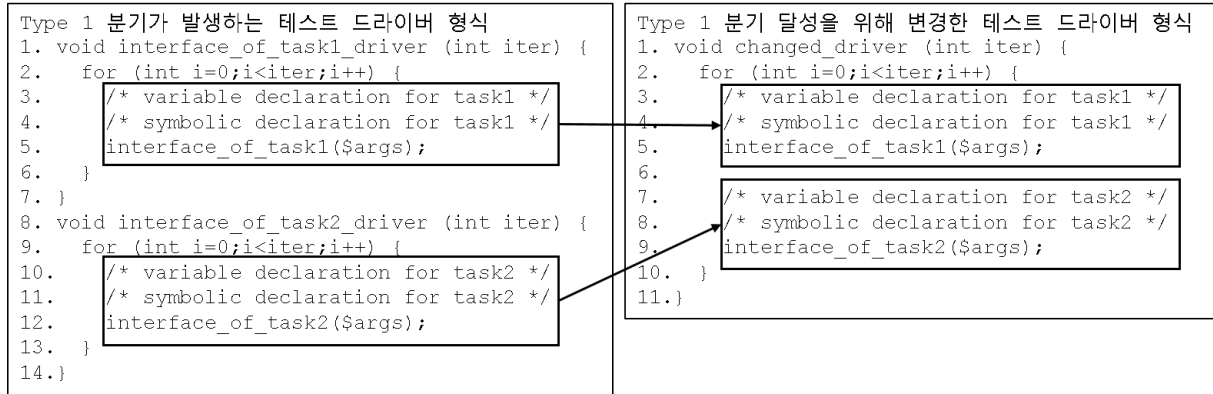 Type 1 분기가 발생하는 테스트 드라이버 형식
1. void interface_of_task1_driver (int iter) {
2.   for (int i=0;i<iter;i++) {
3.     /* variable declaration for task1 */
4.     /* symbolic declaration for task1 */
5.     interface_of_task1($args);
6.   }
7. }
8. void interface_of_task2_driver (int iter) {
9.   for (int i=0;i<iter;i++) {
10.    /* variable declaration for task2 */
11.    /* symbolic declaration for task2 */
12.    interface_of_task2($args);
13.  }
14.}
Type 1 분기 달성을 위해 변경한 테스트 드라이버 형식
1. void changed_driver (int iter) {
2.   for (int i=0;i<iter;i++) {
3.     /* variable declaration for task1 */
4.     /* symbolic declaration for task1 */
5.     interface_of_task1($args);
6.
7.     /* variable declaration for task2 */
8.     /* symbolic declaration for task2 */
9.     interface_of_task2($args);
10.  }
11.}